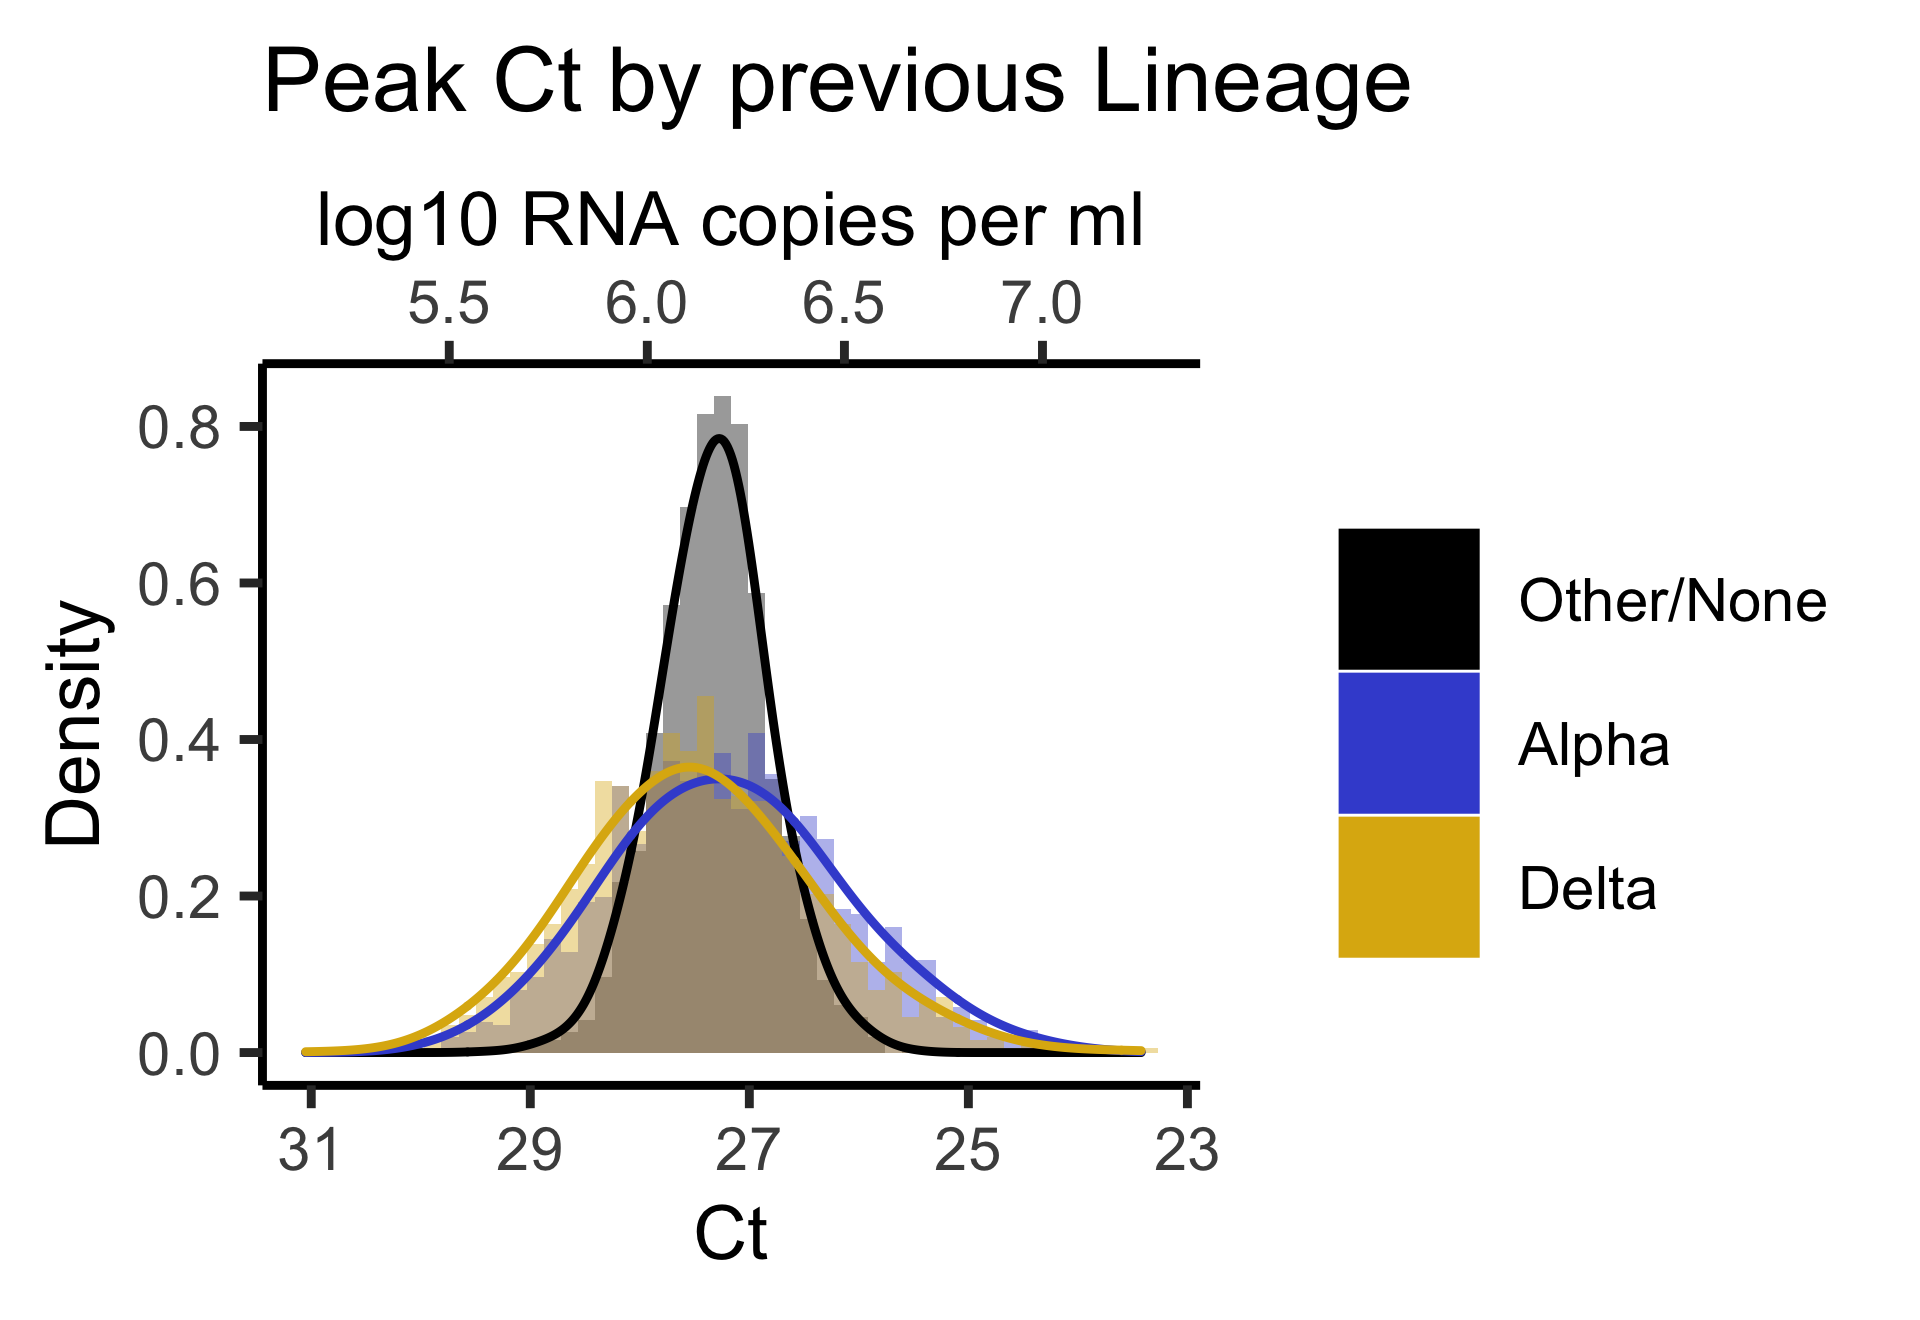 Peak Ct by previous Lineage
log10 RNA copies per ml
5.5 6.0 6.5 7.0
0.8
0.6
0.4
0.2
0.0
Density
31 29 27 25 23
Ct
Other/None
Alpha
Delta